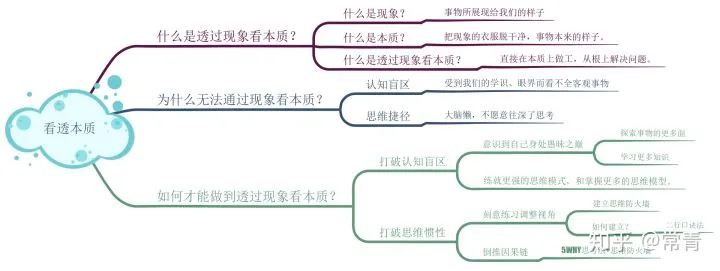 看透本质
什么是透过现象看本质？
什么是现象？
事物所展现给我们的样子
什么是本质？
把现象的衣服脱干净，事物本来的样子。
什么是透过现象看本质？
直接在本质上做工，从根上解决问题。
为什么无法通过现象看本质？
认知盲区
受到我们的学识、眼界而看不全客观事物
思维捷径
大脑懒，不愿意往深了思考
如何才能做到透过现象看本质？
打破认知盲区
意识到自己身处愚昧之巅
探索事物的更多面
学习更多知识
练就更强的思维模式，和掌握更多的思维模型。
打破思维惯性
刻意练习调整视角
建立思维防火墙
如何建立？
二行口诀法
倒推因果链
5WHY思考法+思维防火墙
知乎 @常青